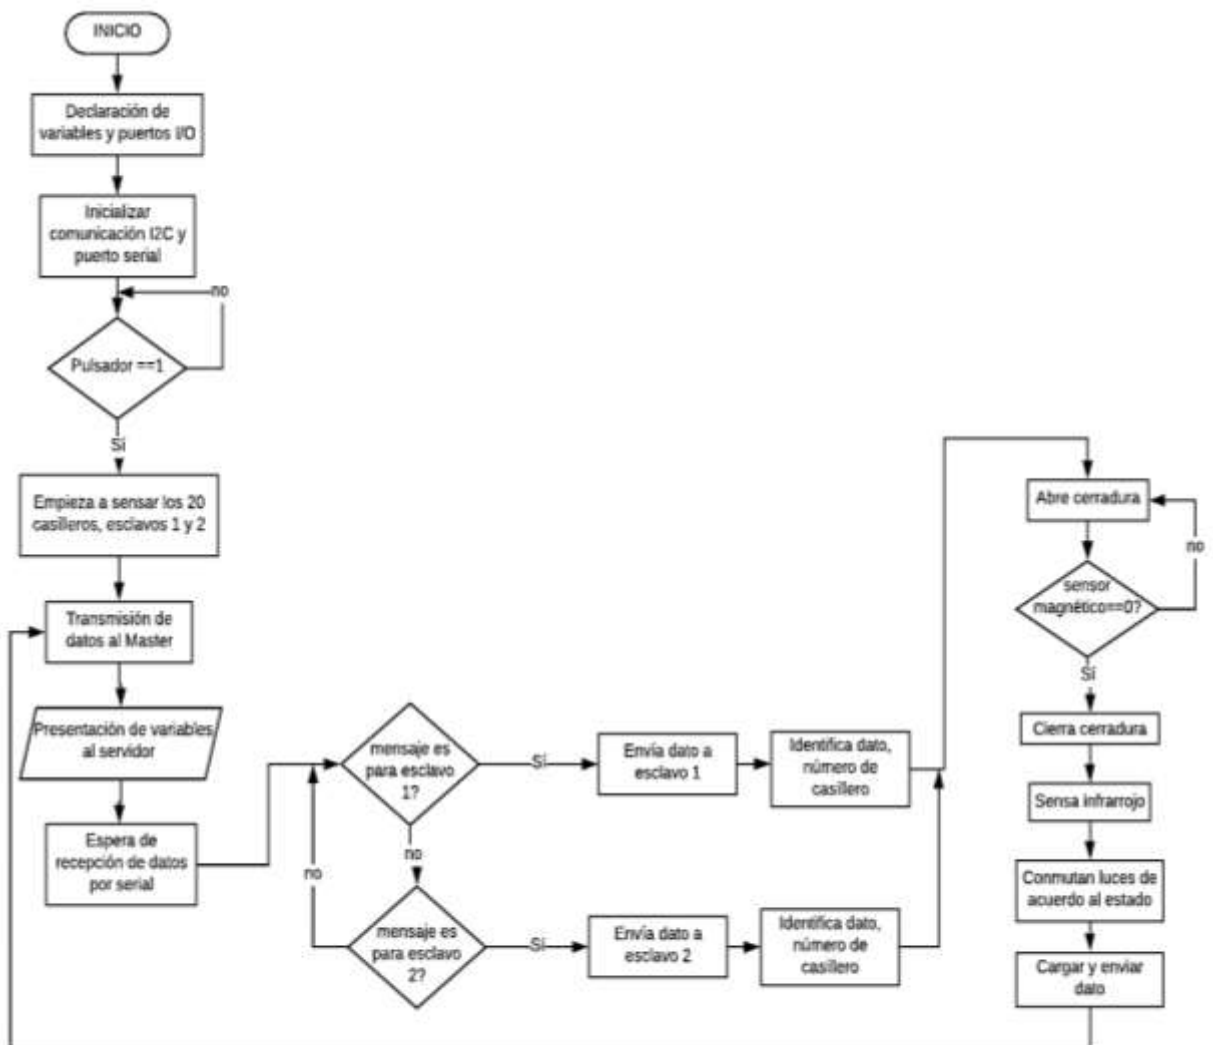 INICIO
Declaración de
variables y puertos I/O
Inicializar
comunicación I2C y
puerto serial
no
Pulsador ==1
Sí
Empieza a sensar los 20
casilleros, esclavos 1 y 2
Transmisión de
datos al Master
Presentación de variables
al servidor
Espera de
recepción de datos
por serial
mensaje es
para esclavo
1?
Sí
Envía dato a
esclavo 1
Identifica dato,
número de
casillero
no
no
mensaje es
para esclavo
2?
Sí
Envía dato a
esclavo 2
Identifica dato,
número de
casillero
Abre cerradura
no
sensor
magnético==0?
Sí
Cierra cerradura
Sensa infrarrojo
Conmutan luces de
acuerdo al estado
Cargar y enviar
dato